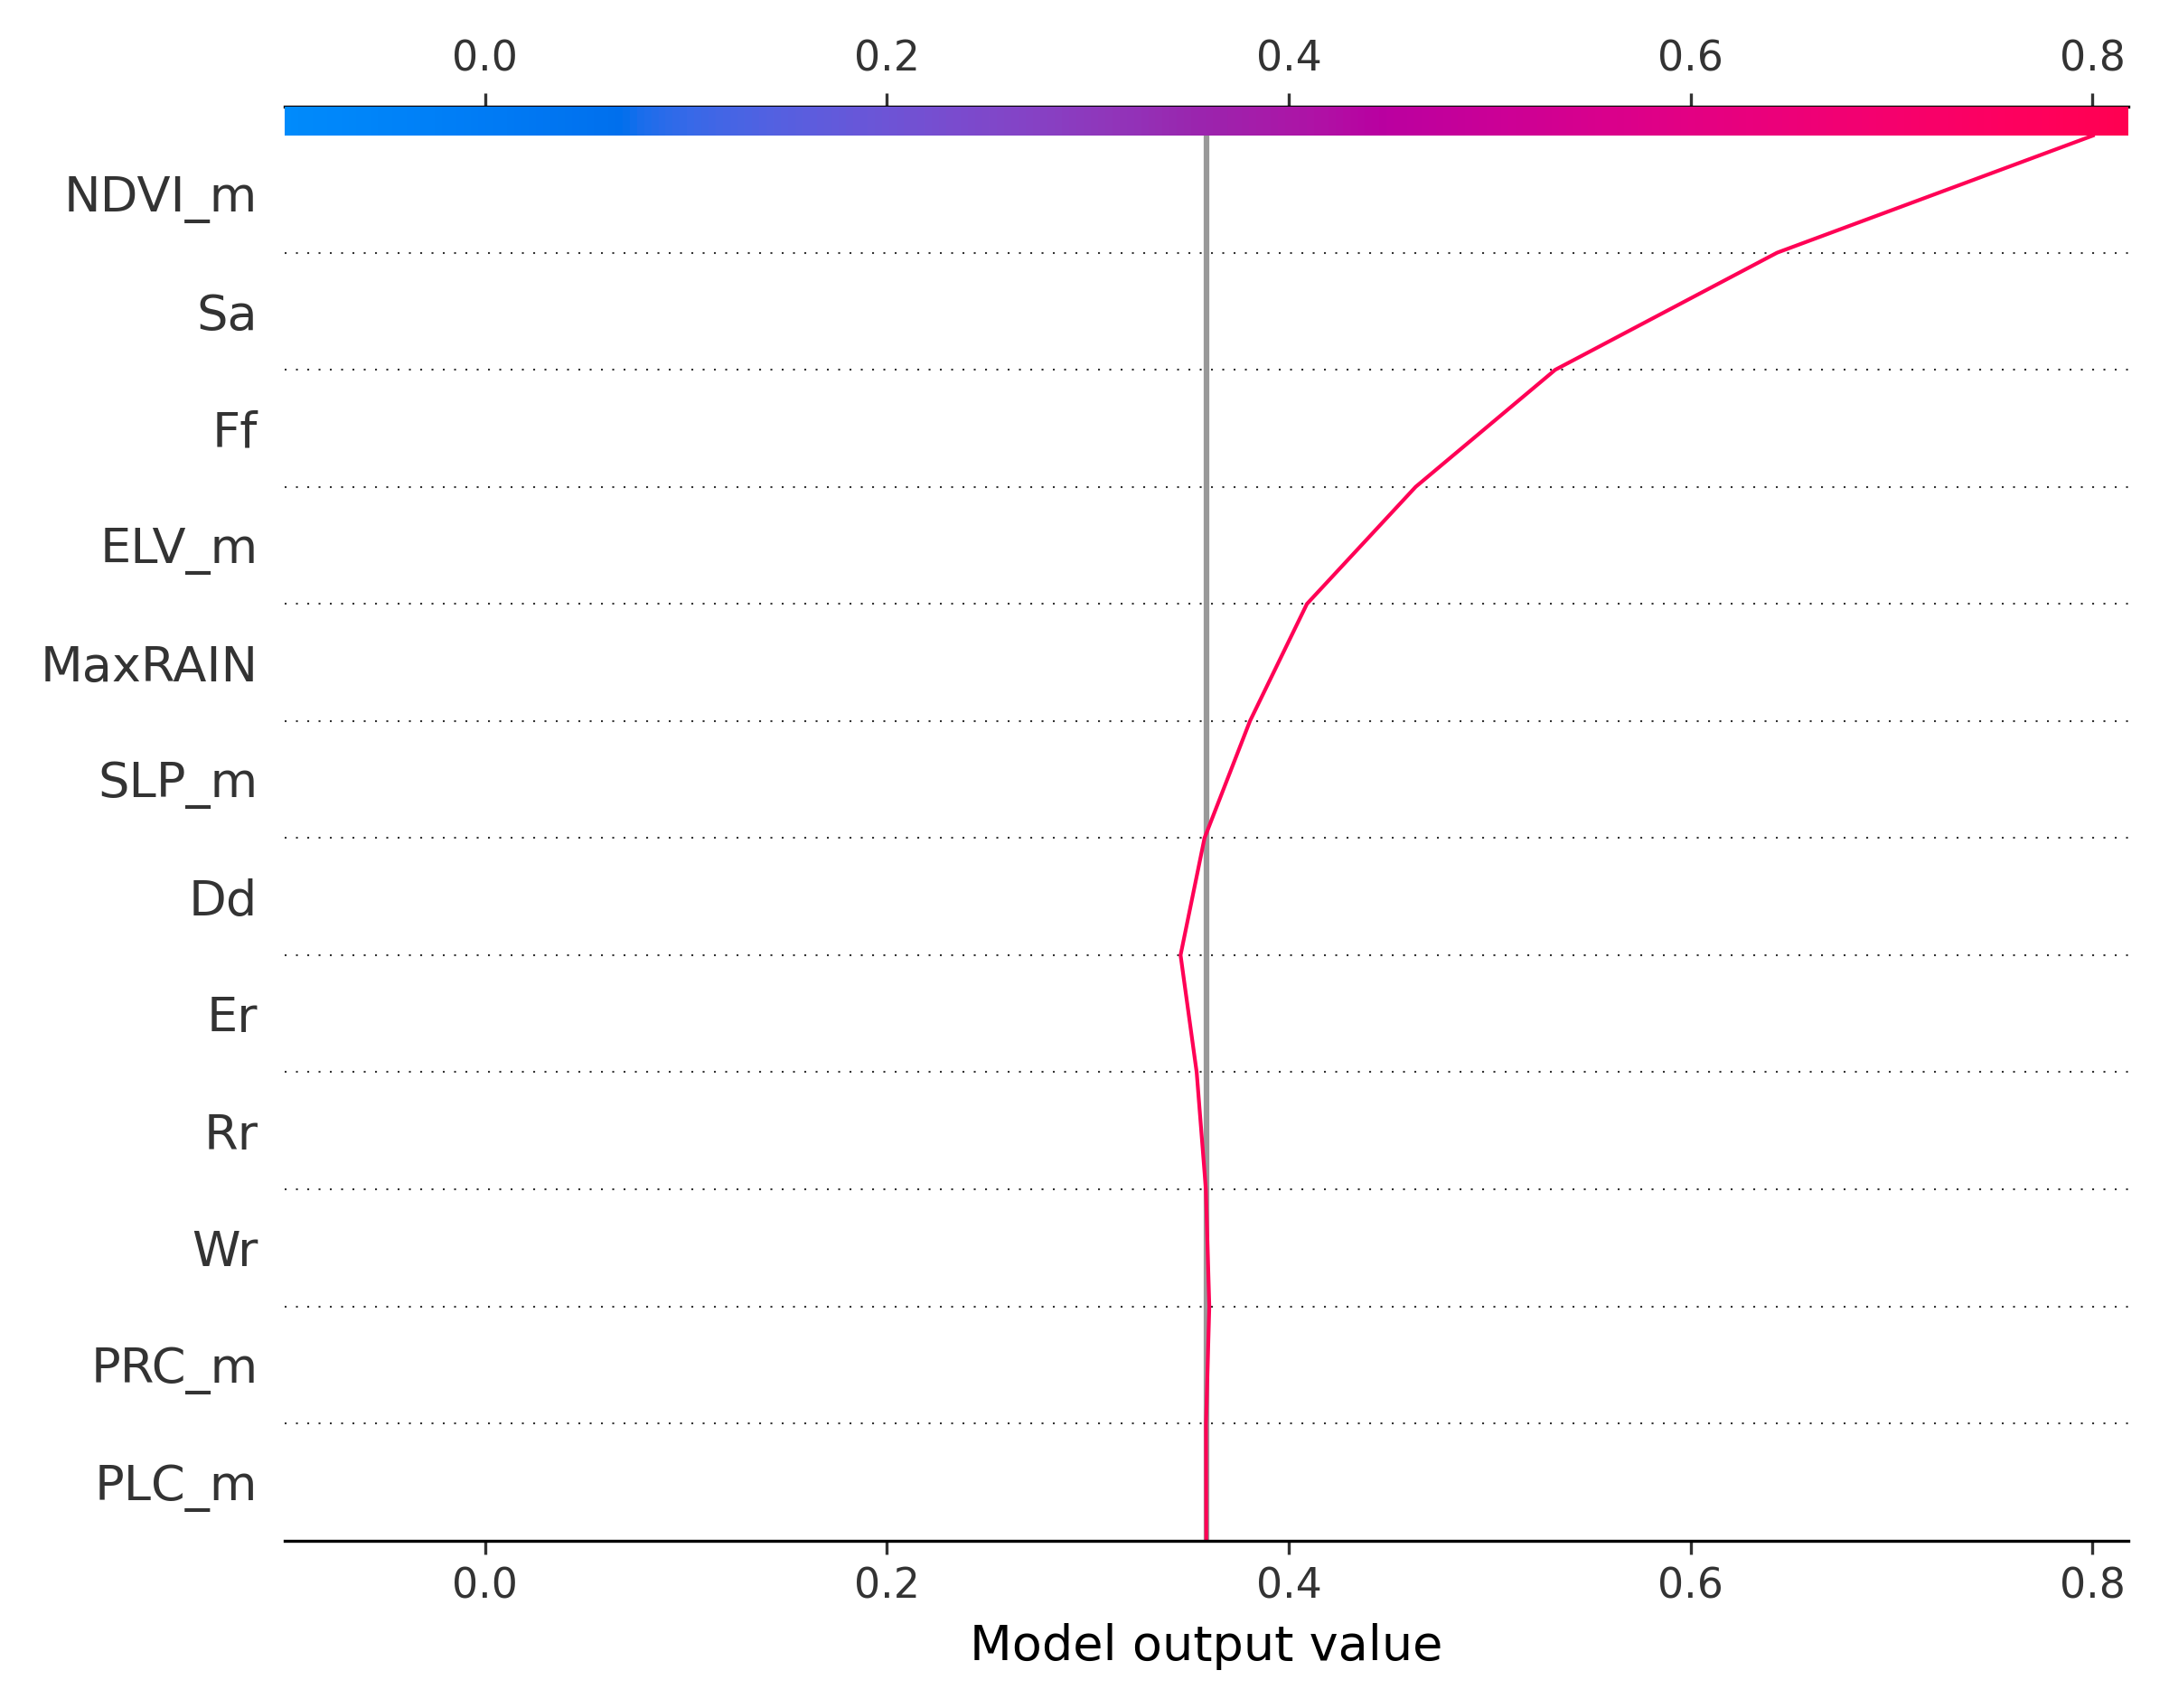 0.0 0.2 0.4 0.6 0.8
NDVI_m
Sa
Ff
ELV_m
MaxRAIN
SLP_m
Dd
Er
Rr
Wr
PRC_m
PLC_m
0.0 0.2 0.4 0.6 0.8
Model output value